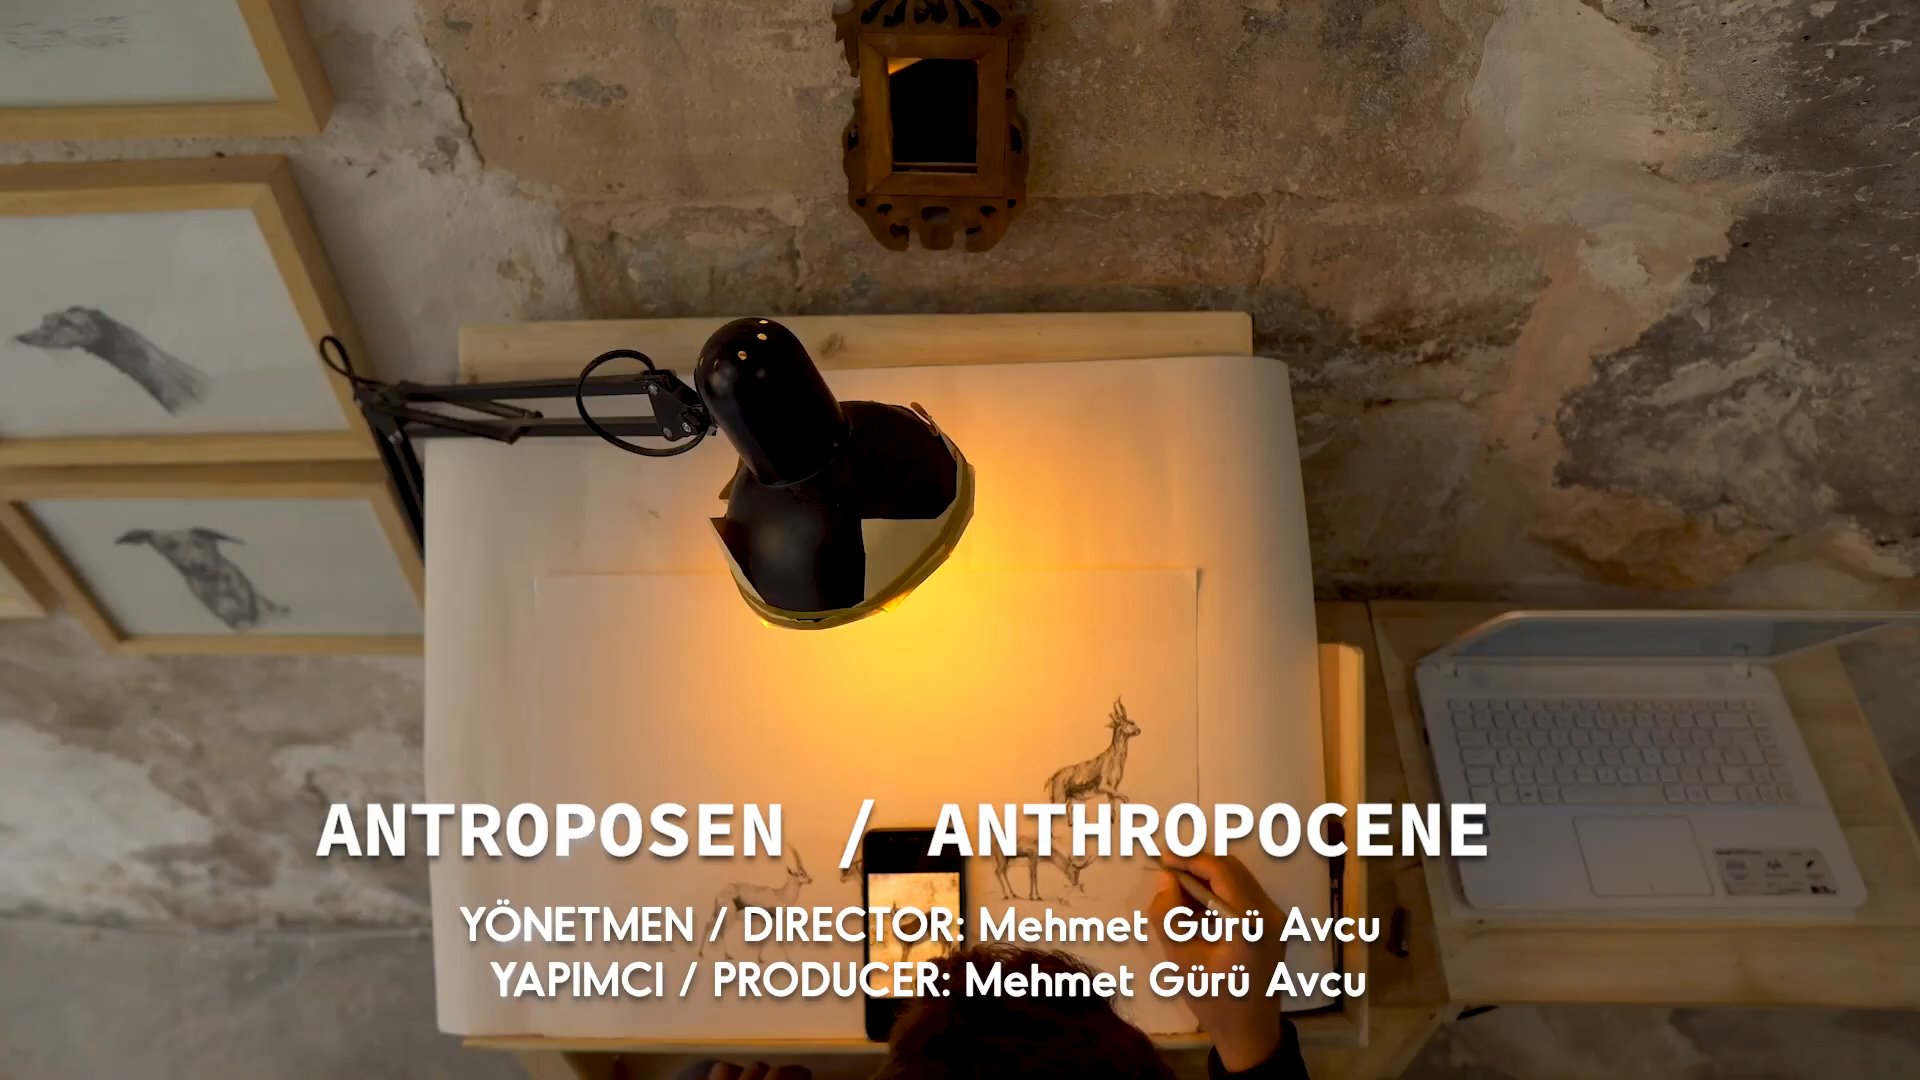 ANTROPOSEN / ANTHROPOCENE
YÖNETMEN / DIRECTOR: Mehmet Gürü Avcu
YAPIMCI / PRODUCER: Mehmet Gürü Avcu